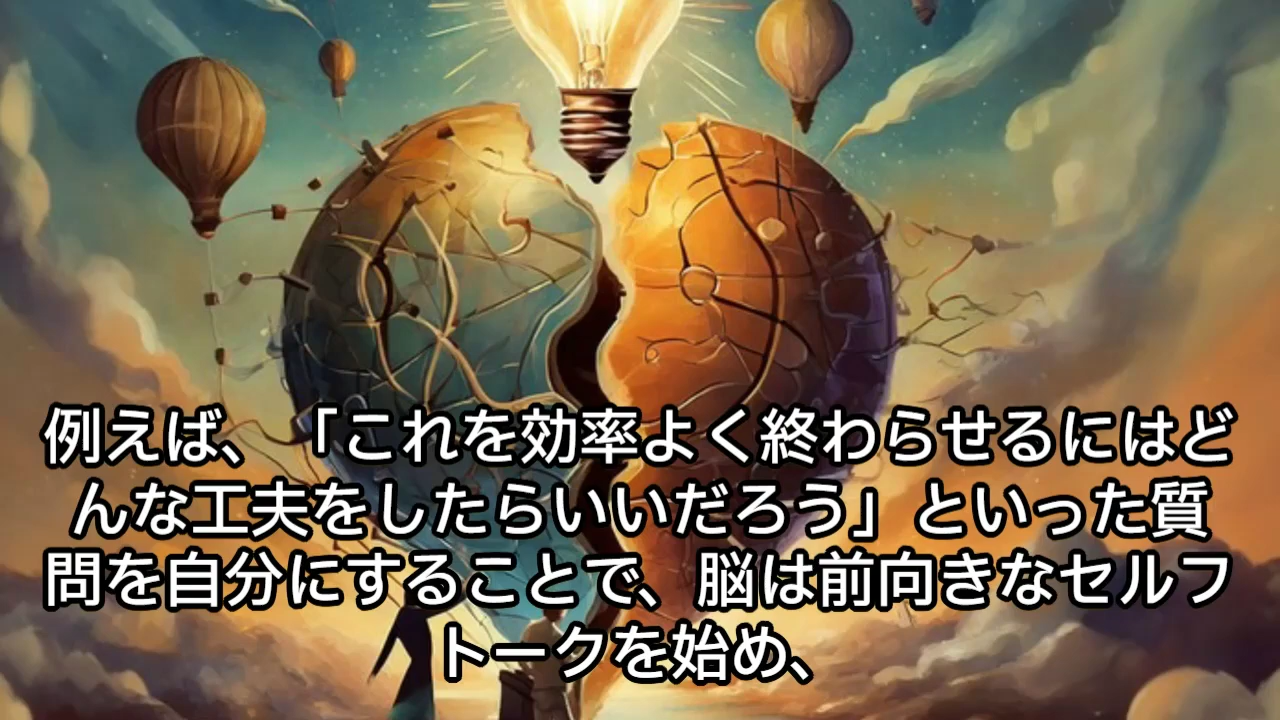 例えば、「これを効率よく終わらせるにはど
んな工夫をしたらいいだろう」といった質
問を自分にすることで、脳は前向きなセルフ
トークを始め、